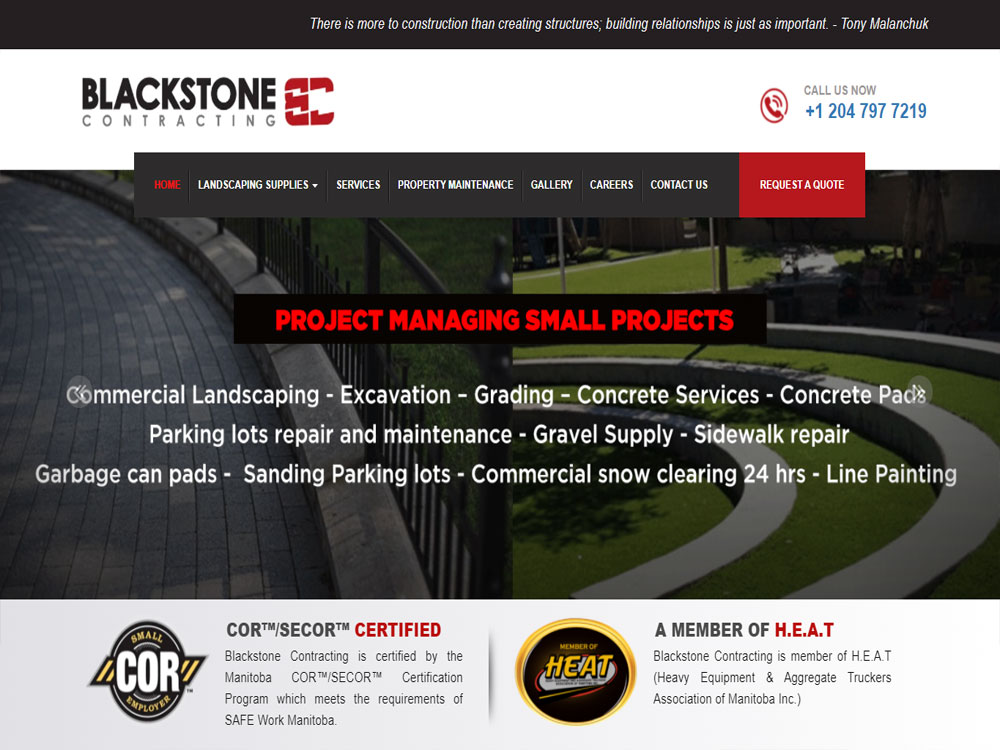 There is more to construction than creating structures; building relationships is just as important. - Tony Malanchuk
BLACKSTONE
CONTRACTING
CALL US NOW
+1 204 797 7219
HOME LANDSCAPING SUPPLIES SERVICES PROPERTY MAINTENANCE GALLERY CAREERS CONTACT US REQUEST A QUOTE
PROJECT MANAGING SMALL PROJECTS
Commercial Landscaping - Excavation – Grading – Concrete Services - Concrete Pads
Parking lots repair and maintenance - Gravel Supply - Sidewalk repair
Garbage can pads - Sanding Parking lots - Commercial snow clearing 24 hrs - Line Painting
SMALL
COR™
EMPLOYER
COR™/SECOR™ CERTIFIED
Blackstone Contracting is certified by the
Manitoba COR™/SECOR™ Certification
Program which meets the requirements of
SAFE Work Manitoba.
MEMBER OF
HEAT
A MEMBER OF H.E.A.T
Blackstone Contracting is member of H.E.A.T
(Heavy Equipment & Aggregate Truckers
Association of Manitoba Inc.)